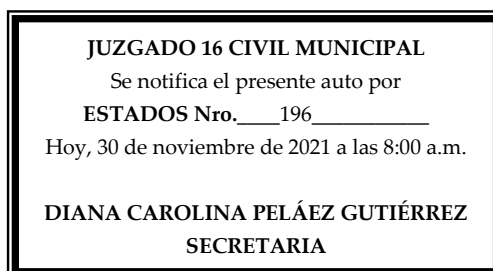 JUZGADO 16 CIVIL MUNICIPAL
Se notifica el presente auto por
ESTADOS Nro.____196___________
Hoy, 30 de noviembre de 2021 a las 8:00 a.m.
DIANA CAROLINA PELÁEZ GUTIÉRREZ
SECRETARIA